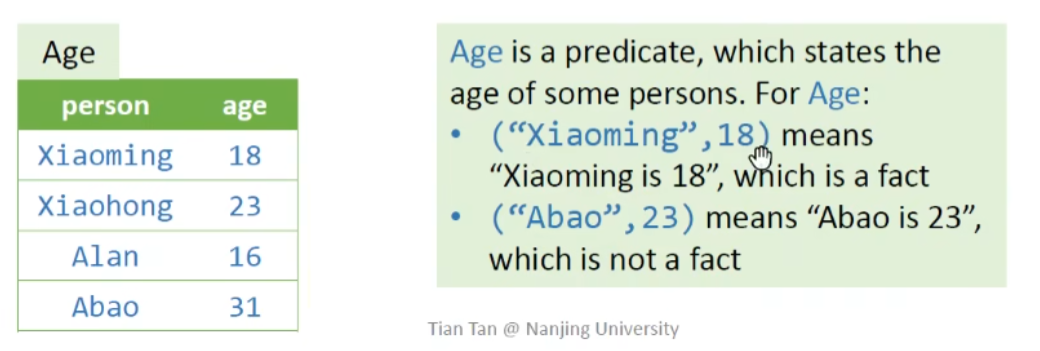 Age
person age
Xiaoming 18
Xiaohong 23
Alan 16
Abao 31
Age is a predicate, which states the
age of some persons. For Age:
• (“Xiaoming”,18) means
“Xiaoming is 18”, which is a fact
• (“Abao”,23) means “Abao is 23”,
which is not a fact
Tian Tan @ Nanjing University